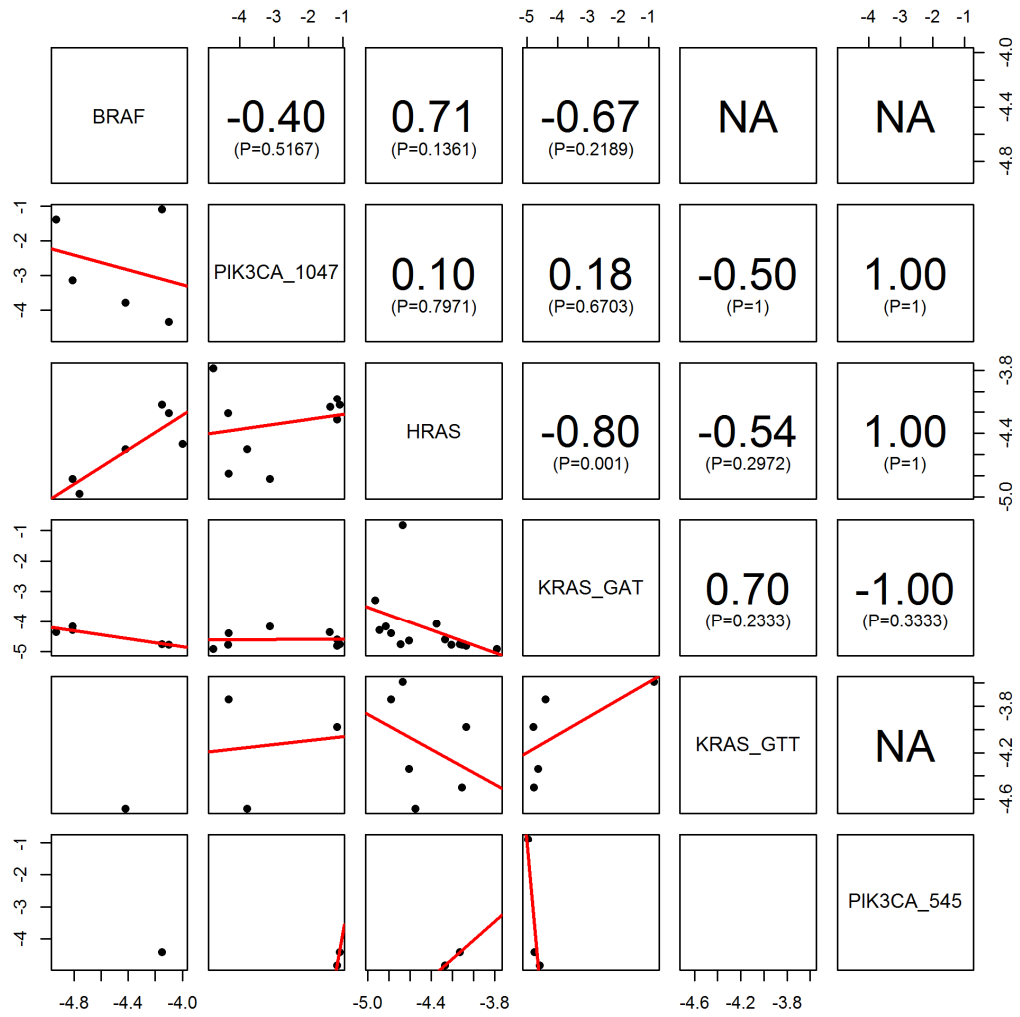 -4 -3 -2 -1
-5 -4 -3 -2 -1
-4 -3 -2 -1
BRAF
-0.40
(P=0.5167)
0.71
(P=0.1361)
-0.67
(P=0.2189)
NA
NA
-4.0
-4.4
-4.8
-1
-2
-3
-4
PIK3CA_1047
0.10
(P=0.7971)
0.18
(P=0.6703)
-0.50
(P=1)
1.00
(P=1)
HRAS
-0.80
(P=0.001)
-0.54
(P=0.2972)
1.00
(P=1)
-3.8
-4.4
-5.0
-1
-2
-3
-4
-5
KRAS_GAT
0.70
(P=0.2333)
-1.00
(P=0.3333)
KRAS_GTT
NA
-3.8
-4.2
-4.6
-1
-2
-3
-4
PIK3CA_545
-4.8 -4.4 -4.0
-5.0 -4.4 -3.8
-4.6 -4.2 -3.8